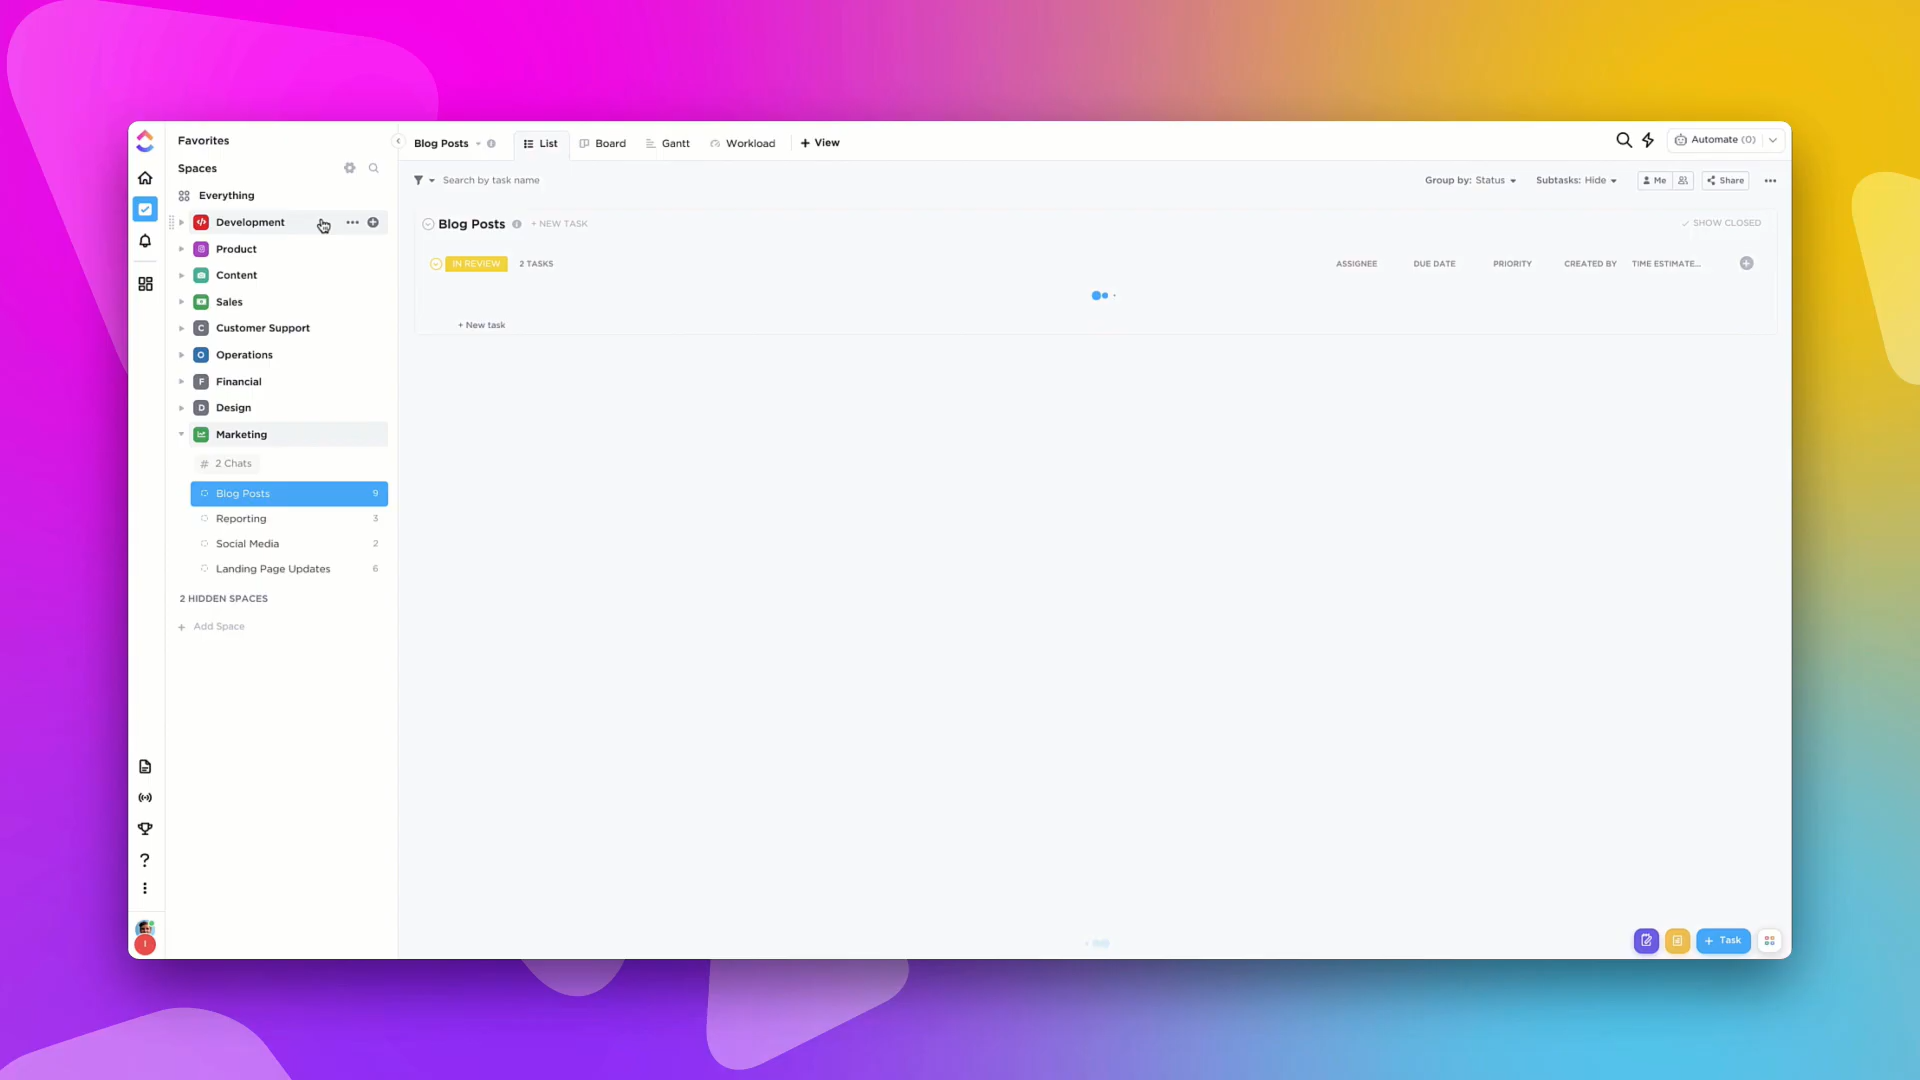 Favorites
Spaces
Everything
Development
Product
Content
Sales
C Customer Support
O Operations
F Financial
D Design
Marketing
# 2 Chats
Blog Posts 9
Reporting 3
Social Media 2
Landing Page Updates 6
2 HIDDEN SPACES
+ Add Space
?
I
Blog Posts List Board Gantt Workload + View
Automate (0)
Search by task name
Group by: Status Subtasks: Hide Me Share
Blog Posts + NEW TASK SHOW CLOSED
IN REVIEW 2 TASKS ASSIGNEE DUE DATE PRIORITY CREATED BY TIME ESTIMATE...
+ New task
+ Task